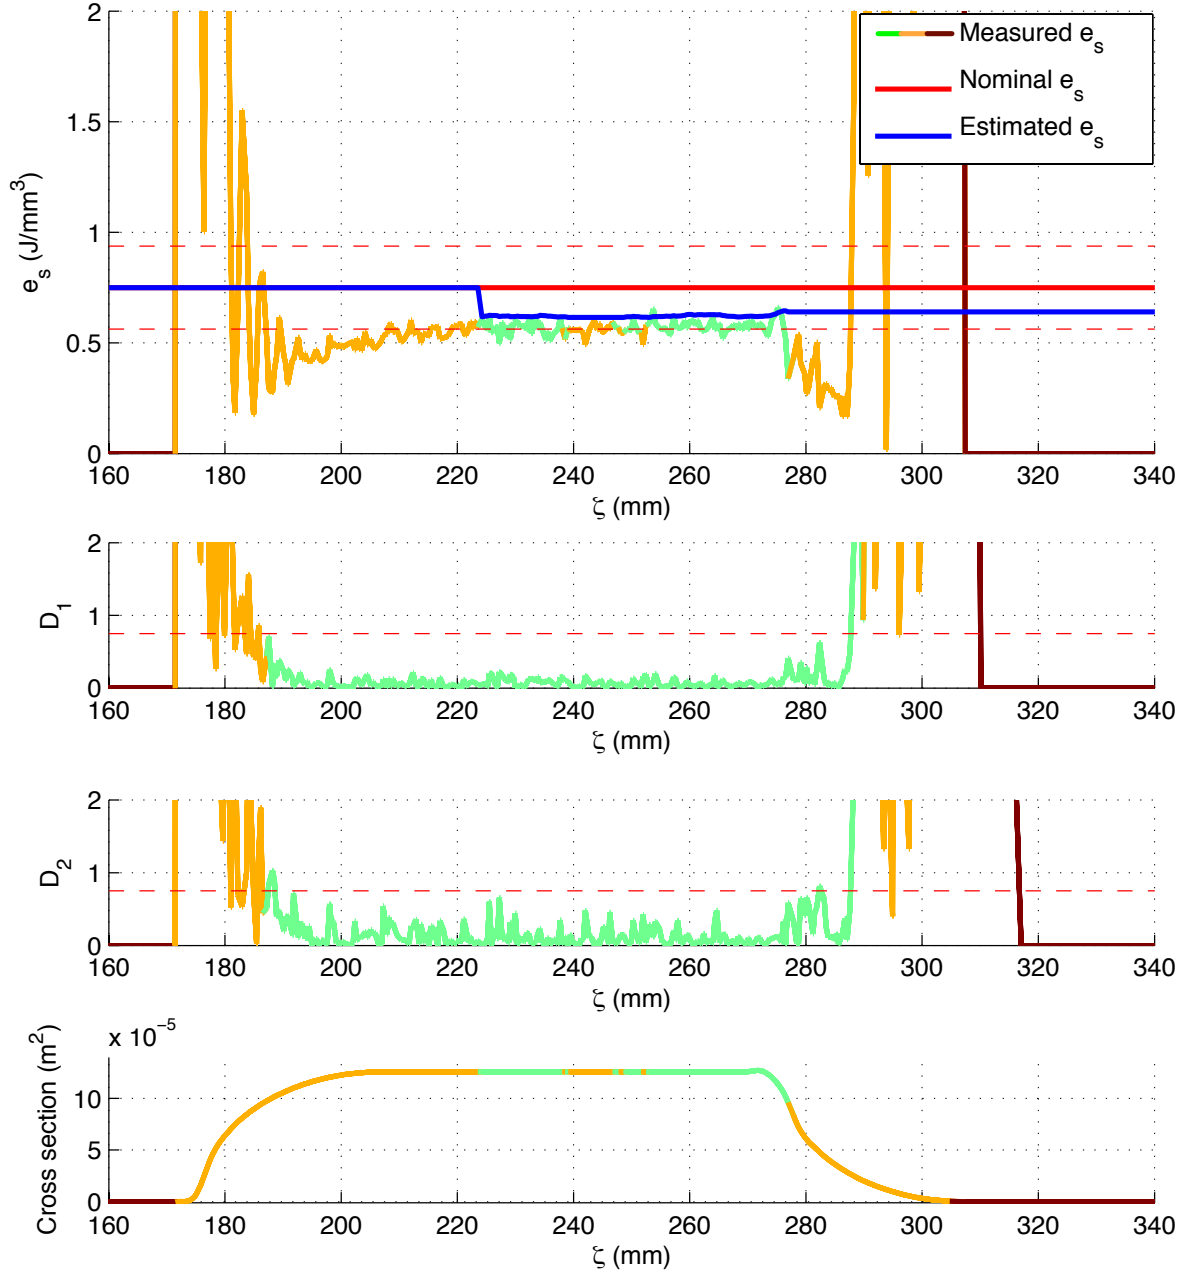 2
1.5
1
0.5
0
e_s (J/mm^3)
Measured e_s
Nominal e_s
Estimated e_s
160 180 200 220 240 260 280 300 320 340
ζ (mm)
2
1
0
D_1
160 180 200 220 240 260 280 300 320 340
ζ (mm)
2
1
0
D_2
160 180 200 220 240 260 280 300 320 340
ζ (mm)
x 10^−5
10
5
0
Cross section (m^2)
160 180 200 220 240 260 280 300 320 340
ζ (mm)